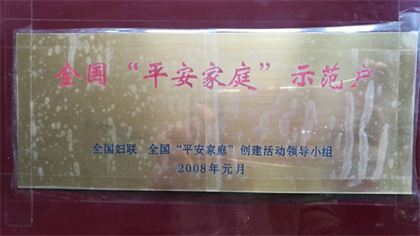 全国“平安家庭”示范户
全国妇联 全国“平安家庭”创建活动领导小组
2008年元月